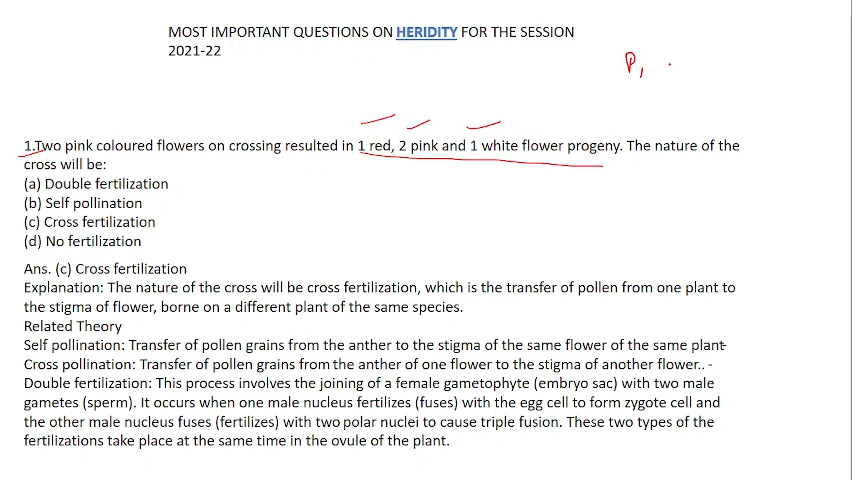 MOST IMPORTANT QUESTIONS ON HERIDITY FOR THE SESSION
2021-22
P1
1.Two pink coloured flowers on crossing resulted in 1 red, 2 pink and 1 white flower progeny. The nature of the
cross will be:
(a) Double fertilization
(b) Self pollination
(c) Cross fertilization
(d) No fertilization
Ans. (c) Cross fertilization
Explanation: The nature of the cross will be cross fertilization, which is the transfer of pollen from one plant to
the stigma of flower, borne on a different plant of the same species.
Related Theory
Self pollination: Transfer of pollen grains from the anther to the stigma of the same flower of the same plant
Cross pollination: Transfer of pollen grains from the anther of one flower to the stigma of another flower..
Double fertilization: This process involves the joining of a female gametophyte (embryo sac) with two male
gametes (sperm). It occurs when one male nucleus fertilizes (fuses) with the egg cell to form zygote cell and
the other male nucleus fuses (fertilizes) with two polar nuclei to cause triple fusion. These two types of the
fertilizations take place at the same time in the ovule of the plant.